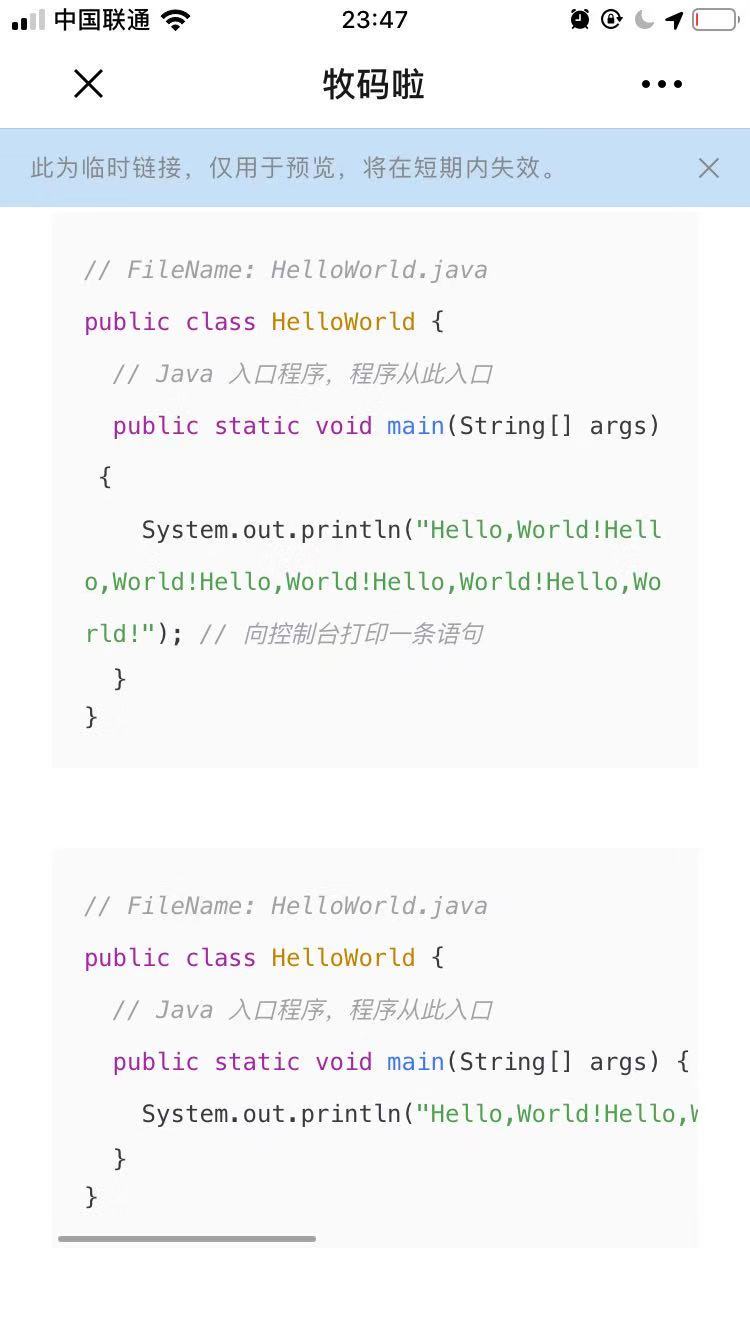 中国联通 23:47
牧码啦
此为临时链接，仅用于预览，将在短期内失效。
// FileName: HelloWorld.java
public class HelloWorld {
// Java 入口程序，程序从此入口
public static void main(String[] args)
{
System.out.println("Hello,World!Hell
o,World!Hello,World!Hello,World!Hello,Wo
rld!"); // 向控制台打印一条语句
}
}
// FileName: HelloWorld.java
public class HelloWorld {
// Java 入口程序，程序从此入口
public static void main(String[] args) {
System.out.println("Hello,World!Hello,W
}
}